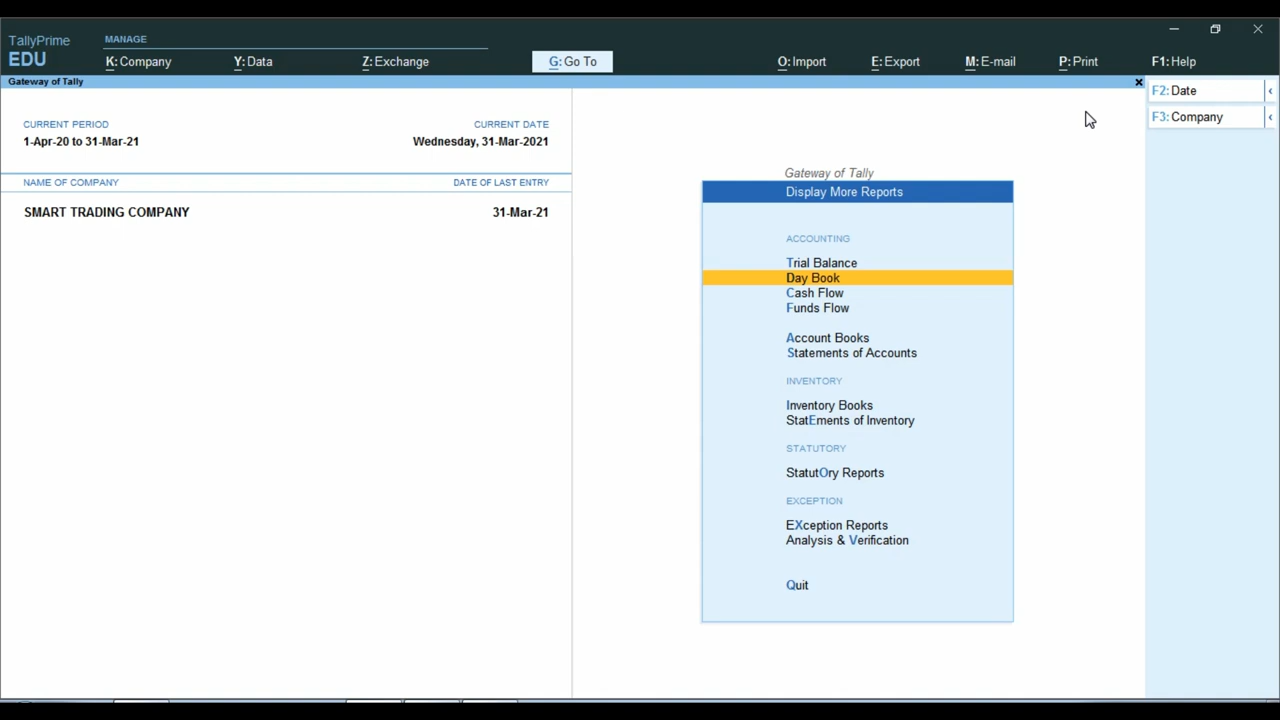 TallyPrime
EDU
MANAGE
K: Company
Y: Data
Z: Exchange
G: Go To
O: Import
E: Export
M: E-mail
P: Print
F1: Help
Gateway of Tally
CURRENT PERIOD
1-Apr-20 to 31-Mar-21
CURRENT DATE
Wednesday, 31-Mar-2021
NAME OF COMPANY
DATE OF LAST ENTRY
SMART TRADING COMPANY
31-Mar-21
Gateway of Tally
Display More Reports
ACCOUNTING
Trial Balance
Day Book
Cash Flow
Funds Flow
Account Books
Statements of Accounts
INVENTORY
Inventory Books
StatEments of Inventory
STATUTORY
StatutOry Reports
EXCEPTION
EXception Reports
Analysis & Verification
Quit
F2: Date
F3: Company